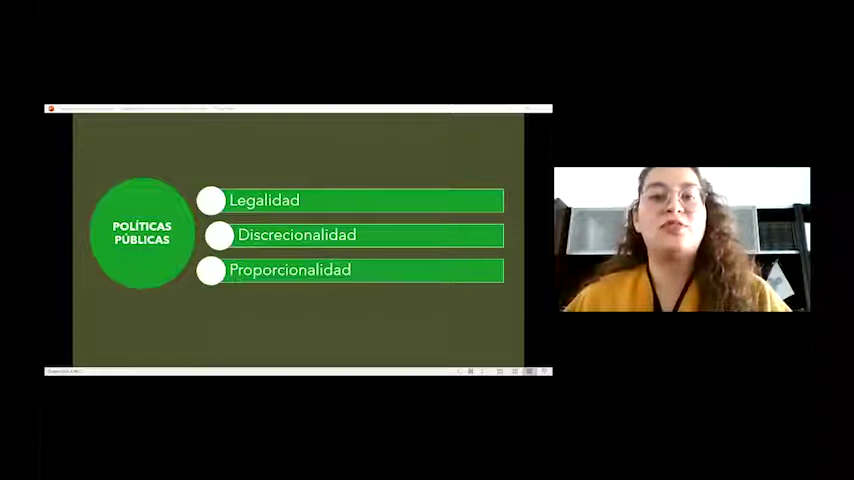 POLÍTICAS
PÚBLICAS
Legalidad
Discrecionalidad
Proporcionalidad